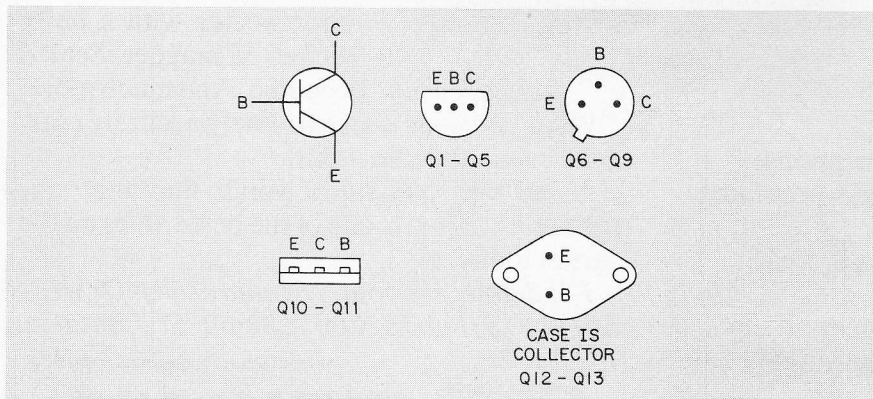 C
B
E
E B C
Q1 – Q5
B
E
C
Q6 – Q9
E C B
Q10 – Q11
E
B
CASE IS
COLLECTOR
Q12 – Q13